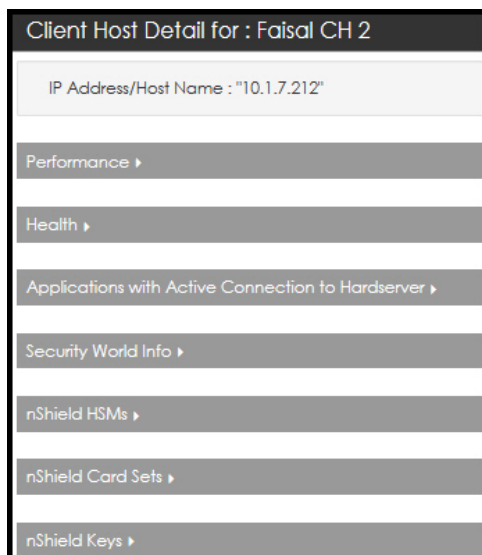 Client Host Detail for : Faisal CH 2
IP Address/Host Name : "10.1.7.212"
Performance
Health
Applications with Active Connection to Hardserver
Security World Info
nShield HSMs
nShield Card Sets
nShield Keys